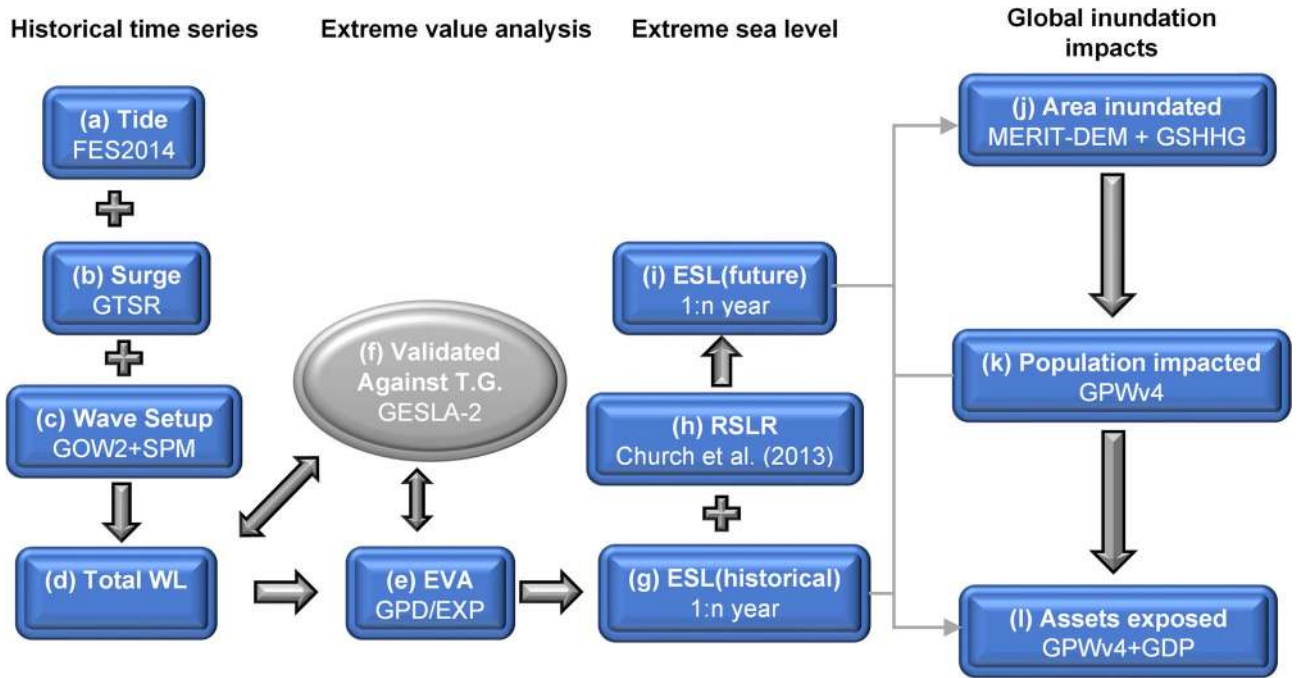 Historical time series
Extreme value analysis
Extreme sea level
Global inundation
impacts
(a) Tide
FES2014
(b) Surge
GTSR
(c) Wave Setup
GOW2+SPM
(d) Total WL
(f) Validated
Against T.G.
GESLA-2
(e) EVA
GPD/EXP
(i) ESL(future)
1:n year
(h) RSLR
Church et al. (2013)
(g) ESL(historical)
1:n year
(j) Area inundated
MERIT-DEM + GSHHG
(k) Population impacted
GPWv4
(l) Assets exposed
GPWv4+GDP